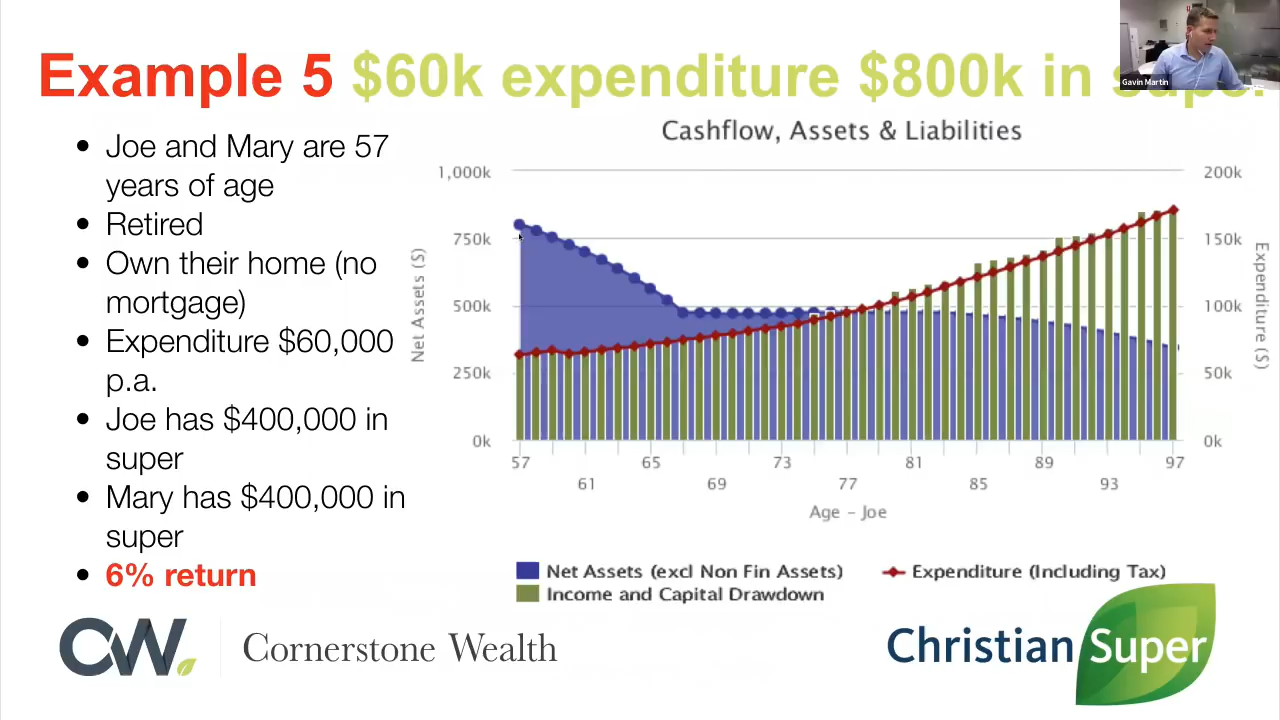 Example 5 $60k expenditure $800k in super
Gavin Martin
Joe and Mary are 57
years of age
Retired
Own their home (no
mortgage)
Expenditure $60,000
p.a.
Joe has $400,000 in
super
Mary has $400,000 in
super
6% return
Cashflow, Assets & Liabilities
1,000k
750k
500k
250k
0k
Net Assets ($)
200k
150k
100k
50k
0k
Expenditure ($)
57 65 73 81 89 97
61 69 77 85 93
Age - Joe
Net Assets (excl Non Fin Assets) Expenditure (Including Tax)
Income and Capital Drawdown
CW. Cornerstone Wealth
Christian Super